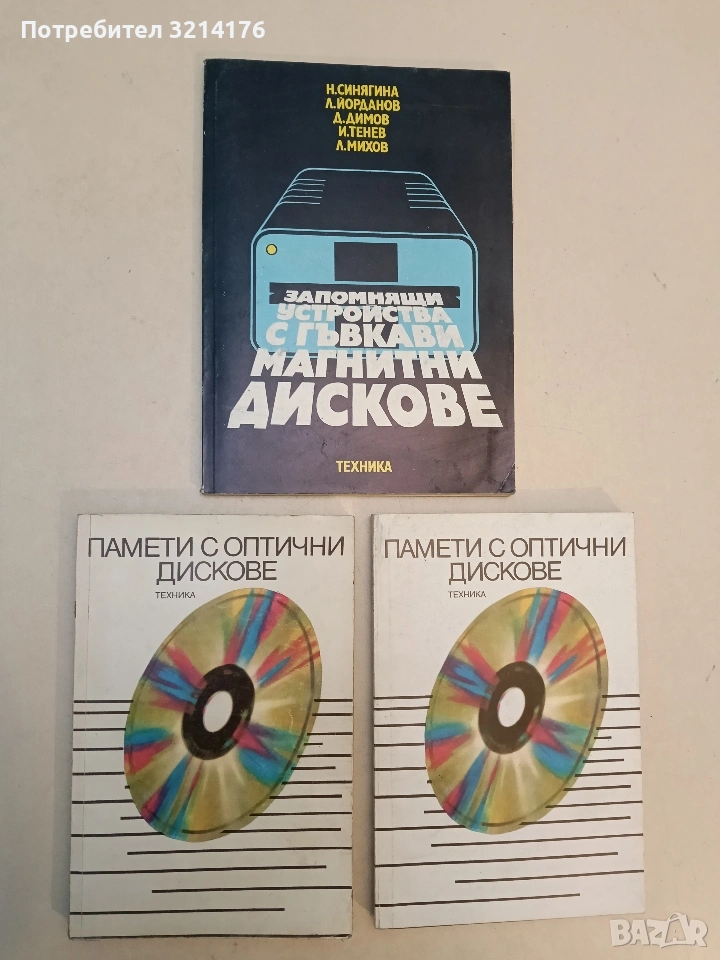 Потребител 3214176
Н.СИНЯГИНА
Л.ЙОРДАНОВ
Д.ДИМОВ
И.ТЕНЕВ
Л.МИХОВ
ЗАПОМНЯЩИ
УСТРОЙСТВА
С ГЪВКАВИ
МАГНИТНИ
ДИСКОВЕ
ТЕХНИКА
ПАМЕТИ С ОПТИЧНИ
ДИСКОВЕ
ТЕХНИКА
ПАМЕТИ С ОПТИЧНИ
ДИСКОВЕ
ТЕХНИКА
BAZAR